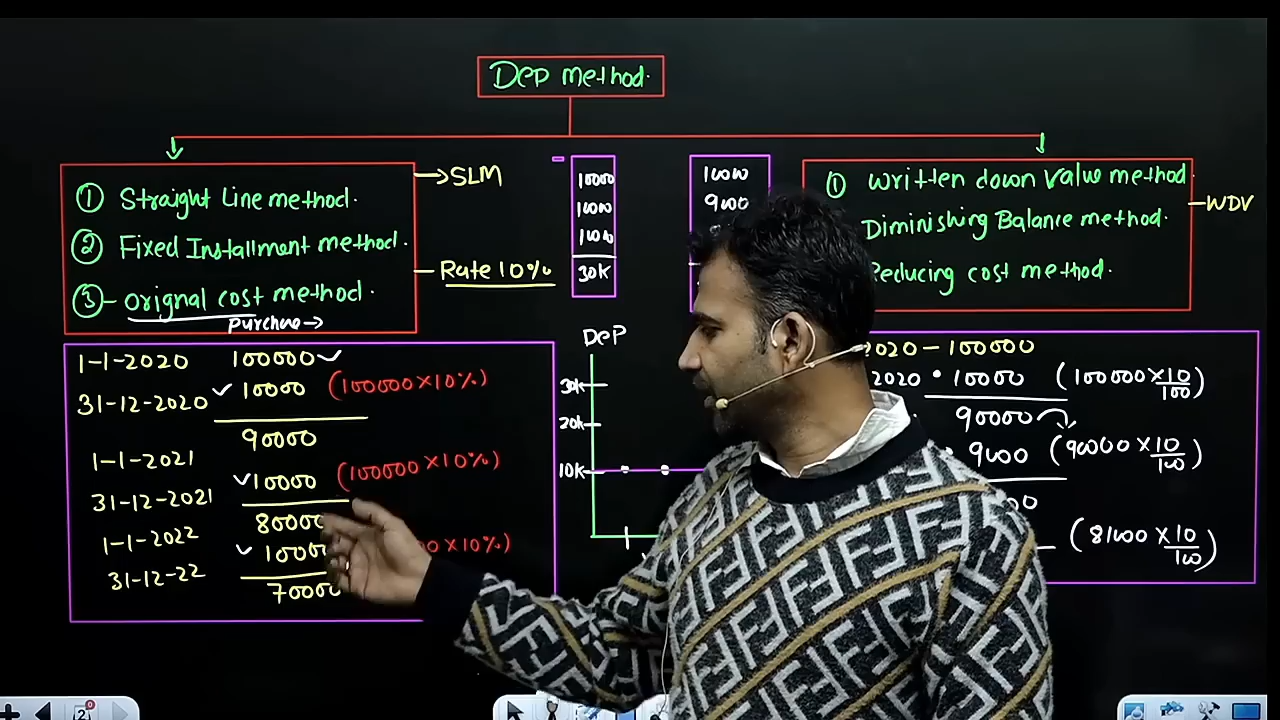 Dep method.
① Straight Line method.
② Fixed Installment method.
③- orignal cost method.
Purchase→
→SLM
Rate 10%
10000
10000
10000
30K
10000
9000
① Written down Value method.
Diminishing Balance method.
Reducing cost method.
WDV
1-1-2020 100000
31-12-2020 10000 (100000×10%)
90000
1-1-2021
31-12-2021 10000 (100000×10%)
80000
1-1-2022
31-12-22 ×10%)
70000
DeP
30K
20K
10K
2020-100000
2020 10000 (100000×10/100)
90000
9000 (90000×10/100)
(81000×10/100)